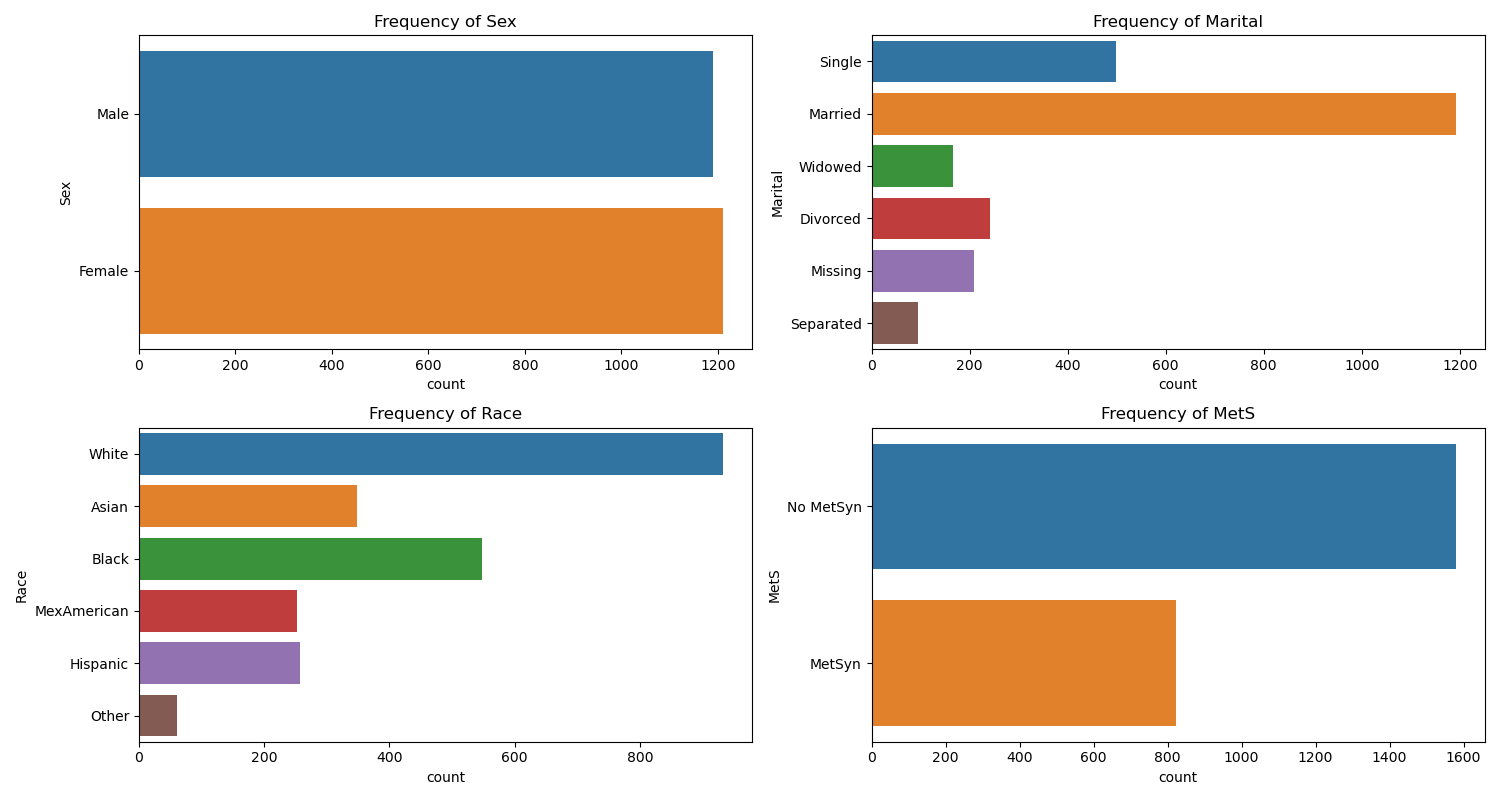 Frequency of Sex
Sex
Male
Female
0 200 400 600 800 1000 1200
count
Frequency of Marital
Marital
Single
Married
Widowed
Divorced
Missing
Separated
0 200 400 600 800 1000 1200
count
Frequency of Race
Race
White
Asian
Black
MexAmerican
Hispanic
Other
0 200 400 600 800
count
Frequency of MetS
MetS
No MetSyn
MetSyn
0 200 400 600 800 1000 1200 1400 1600
count